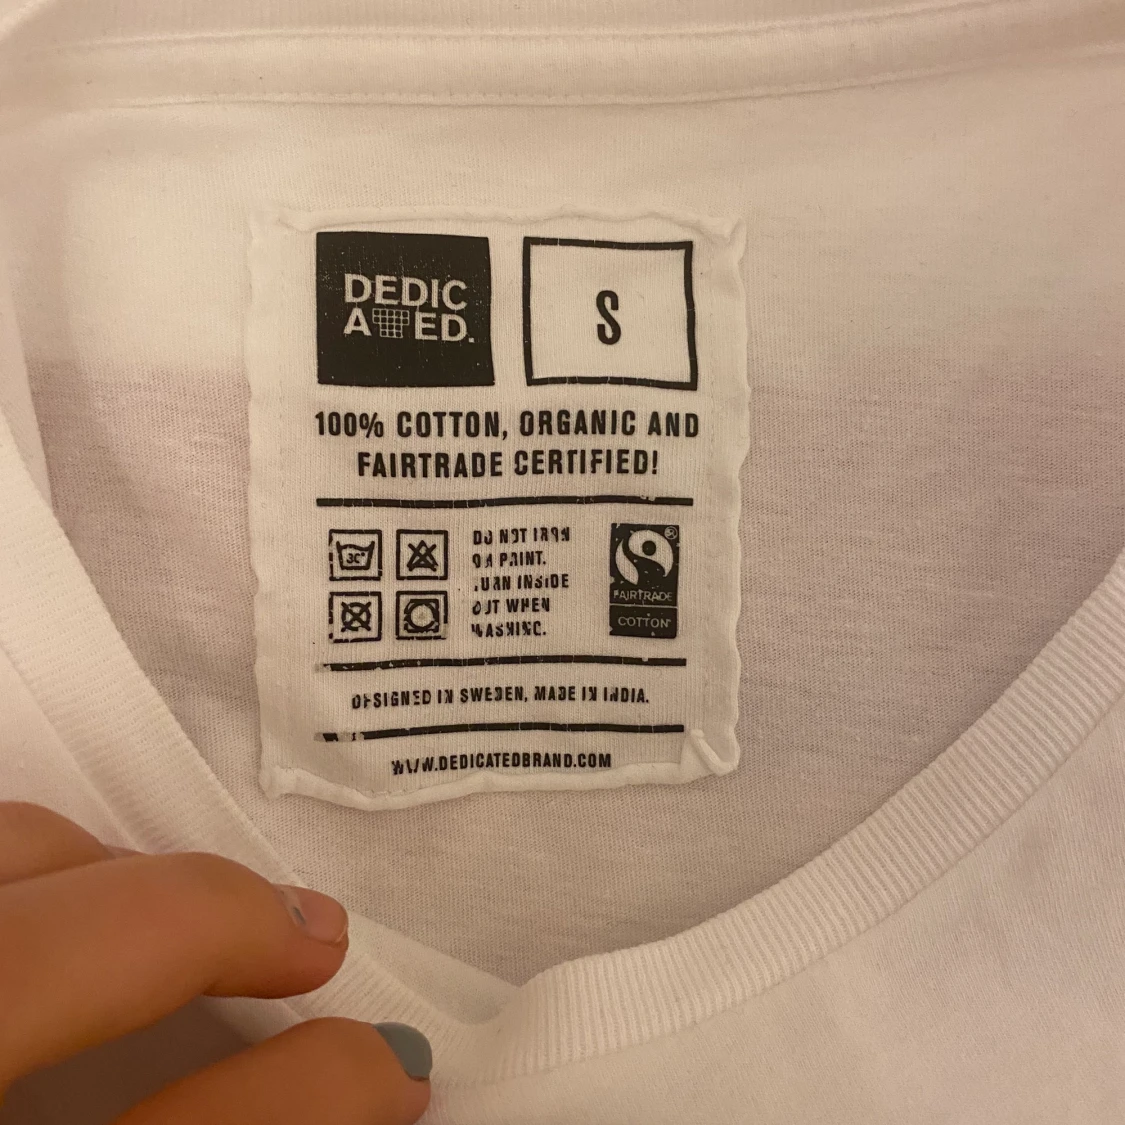 DEDIC
A ED.
S
100% COTTON, ORGANIC AND
FAIRTRADE CERTIFIED!
30°
DO NOT IRON
ON PRINT.
TURN INSIDE
OUT WHEN
WASHING.
®
FAIRTRADE
COTTON
DESIGNED IN SWEDEN, MADE IN INDIA.
WWW.DEDICATEDBRAND.COM